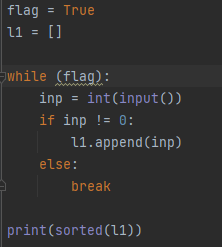 flag = True
l1 = []
while (flag):
    inp = int(input())
    if inp != 0:
        l1.append(inp)
    else:
        break
print(sorted(l1))